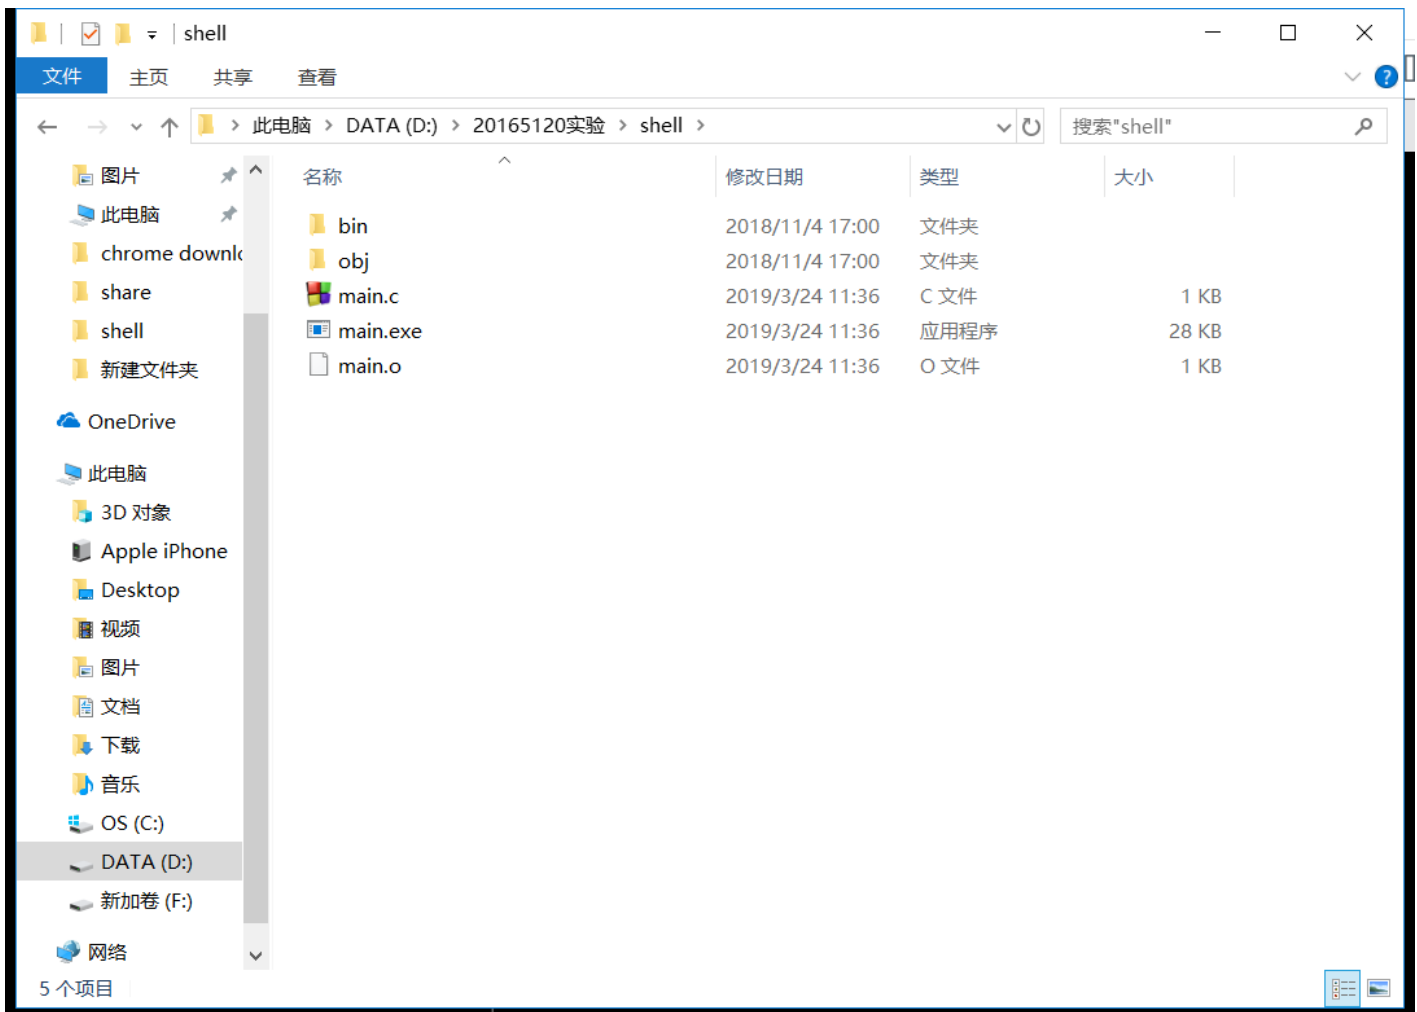 shell
文件 主页 共享 查看
此电脑 DATA (D:) 20165120实验 shell 搜索"shell"
名称 修改日期 类型 大小
图片
此电脑
chrome downlo
share
shell
新建文件夹
OneDrive
此电脑
3D 对象
Apple iPhone
Desktop
视频
图片
文档
下载
音乐
OS (C:)
DATA (D:)
新加卷 (F:)
网络
bin 2018/11/4 17:00 文件夹
obj 2018/11/4 17:00 文件夹
main.c 2019/3/24 11:36 C 文件 1 KB
main.exe 2019/3/24 11:36 应用程序 28 KB
main.o 2019/3/24 11:36 O 文件 1 KB
5 个项目